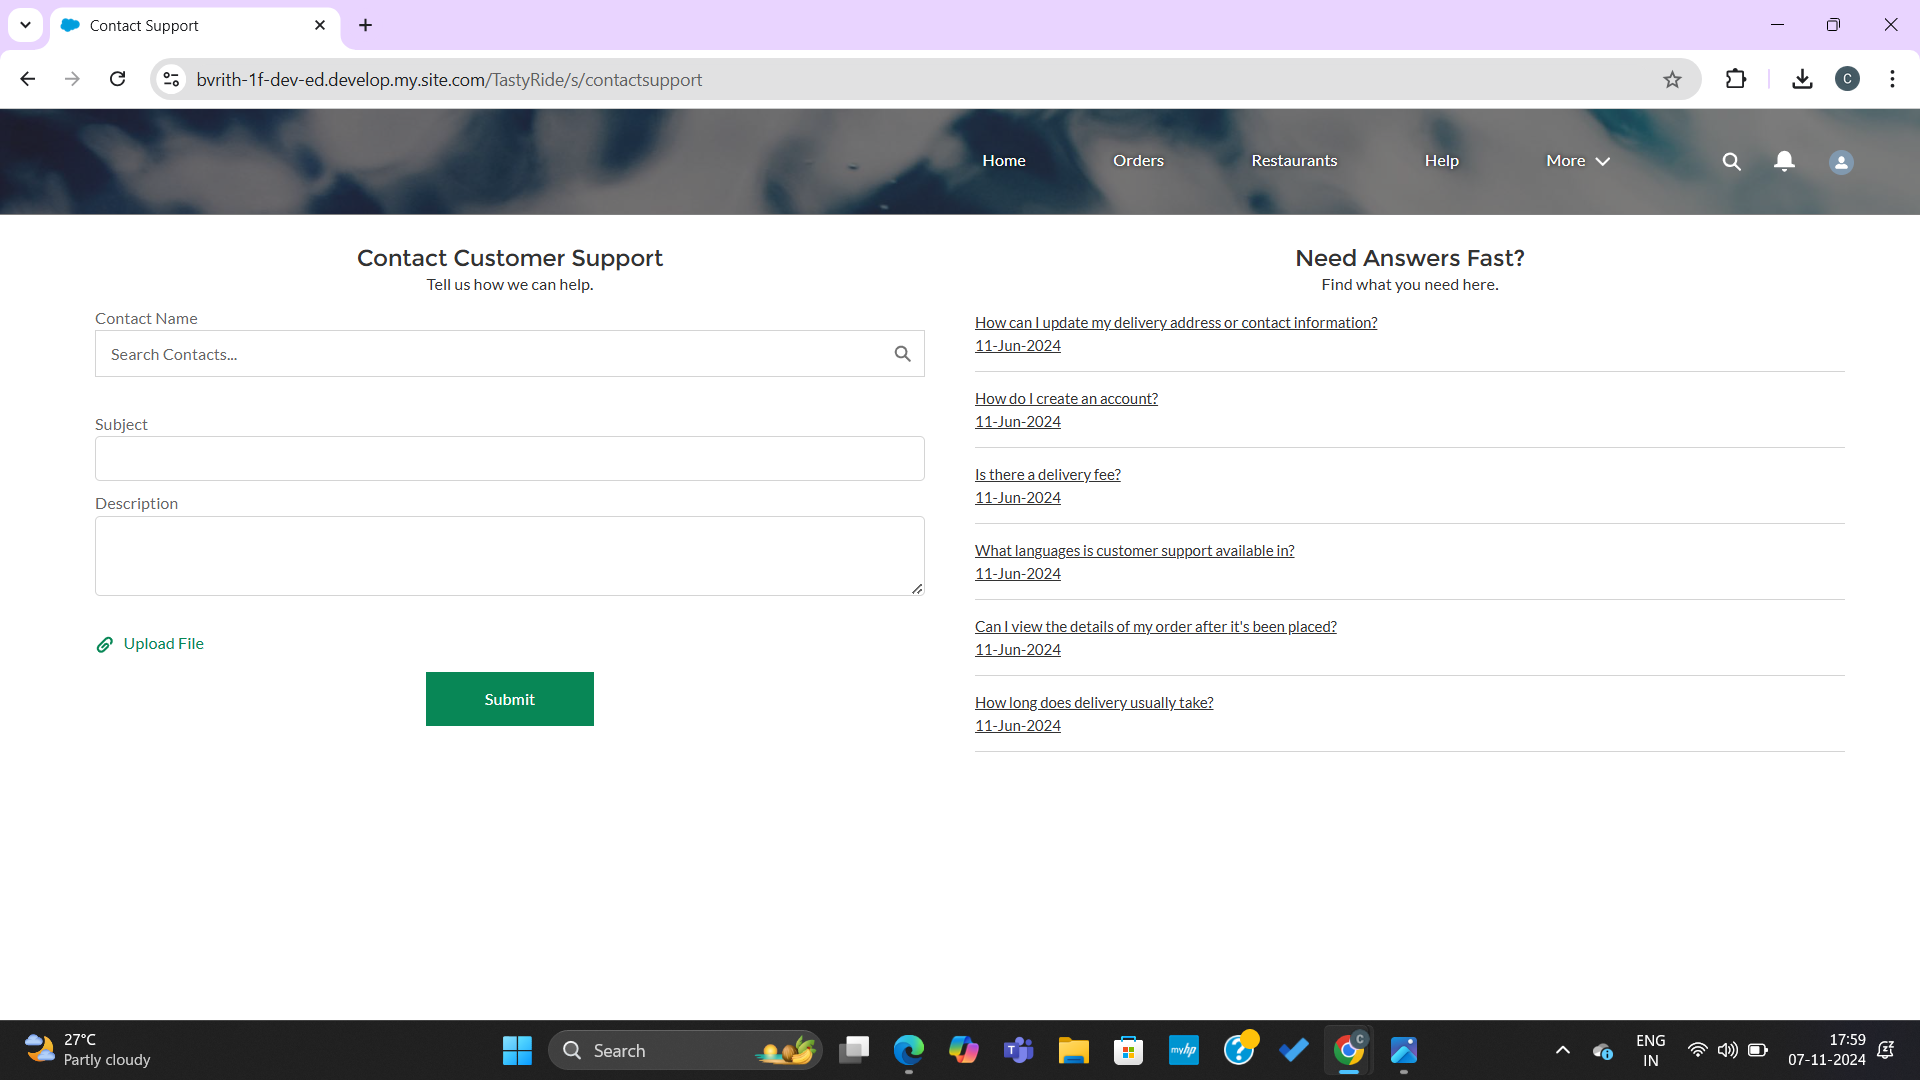 Contact Support
bvrith-1f-dev-ed.develop.my.site.com/TastyRide/s/contactsupport
C
Home Orders Restaurants Help More
Contact Customer Support
Tell us how we can help.
Contact Name
Search Contacts...
Subject
Description
Upload File
Submit
Need Answers Fast?
Find what you need here.
How can I update my delivery address or contact information?
11-Jun-2024
How do I create an account?
11-Jun-2024
Is there a delivery fee?
11-Jun-2024
What languages is customer support available in?
11-Jun-2024
Can I view the details of my order after it's been placed?
11-Jun-2024
How long does delivery usually take?
11-Jun-2024
27°C
Partly cloudy
Search
myhp
C
ENG
IN
17:59
07-11-2024